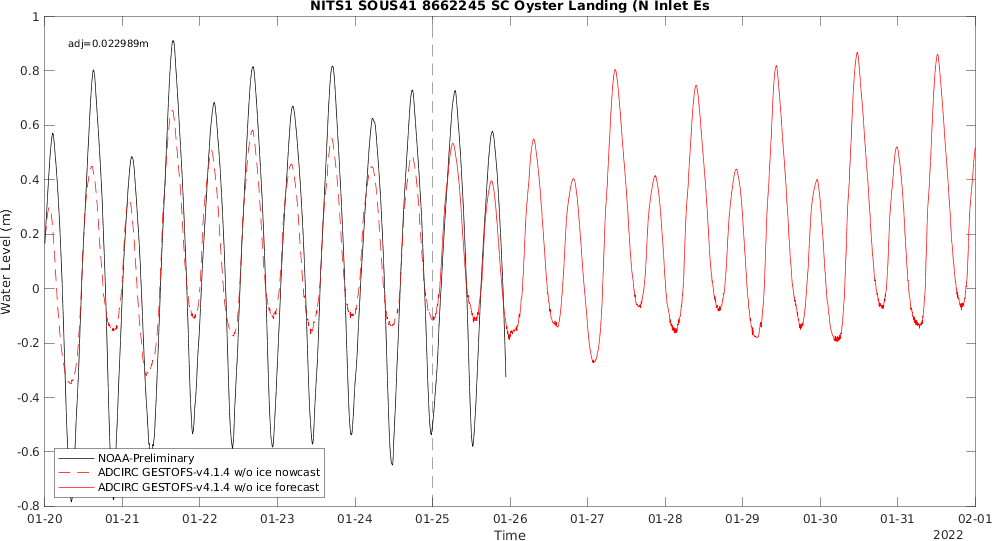 NITS1 SOUS41 8662245 SC Oyster Landing (N Inlet Es
adj=0.022989m
1
0.8
0.6
0.4
0.2
0
-0.2
-0.4
-0.6
-0.8
Water Level (m)
NOAA-Preliminary
ADCIRC GESTOFS-v4.1.4 w/o ice nowcast
ADCIRC GESTOFS-v4.1.4 w/o ice forecast
01-20 01-21 01-22 01-23 01-24 01-25 01-26 01-27 01-28 01-29 01-30 01-31 02-01
Time
2022